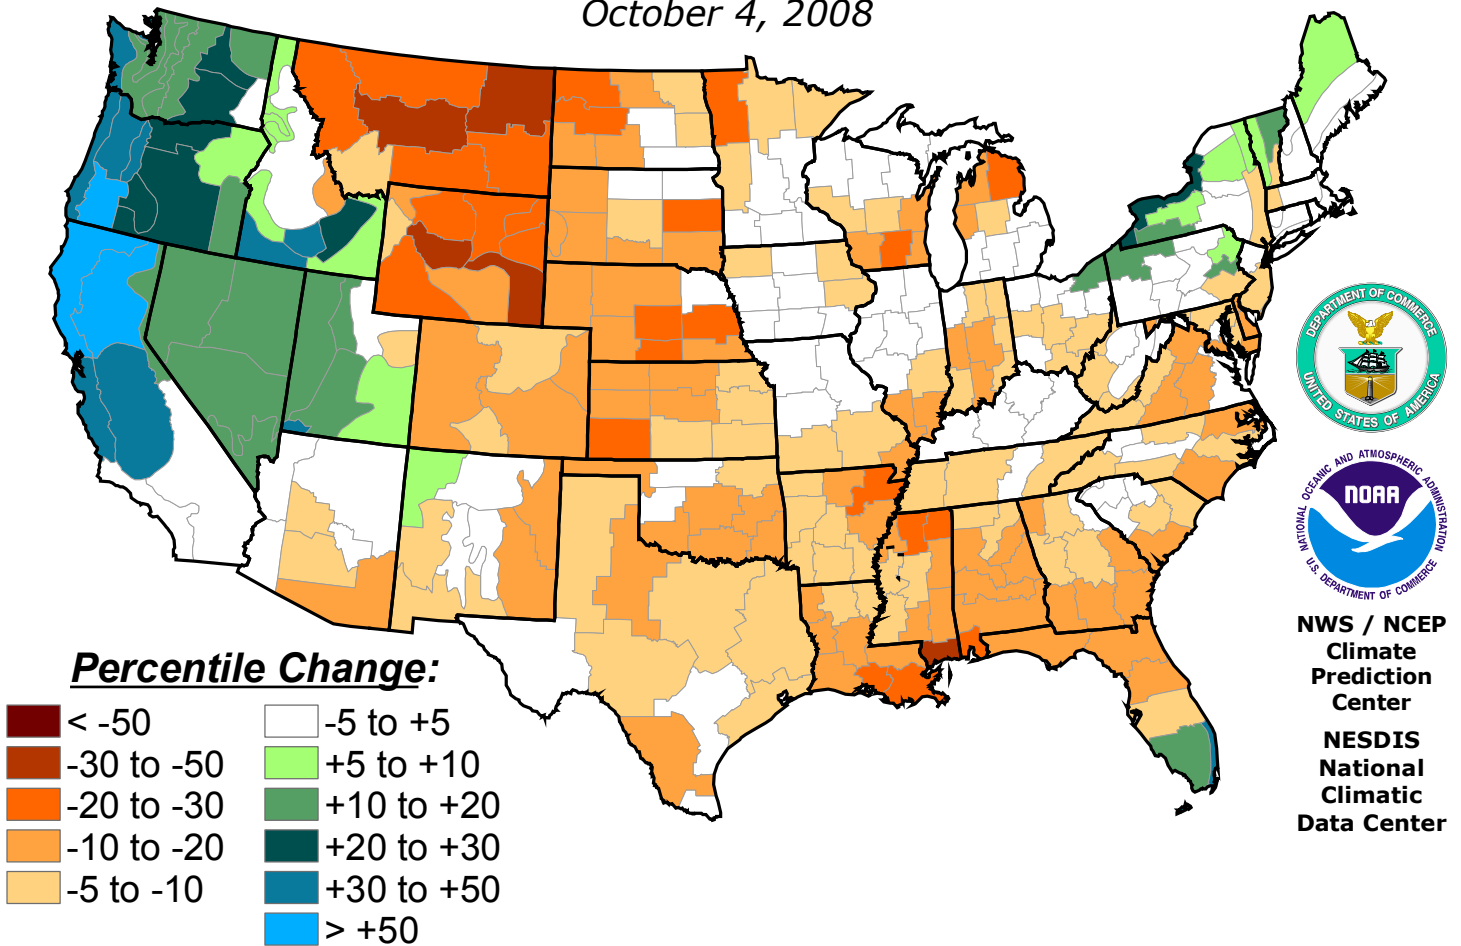 October 4, 2008
Percentile Change:
< -50
-30 to -50
-20 to -30
-10 to -20
-5 to -10
-5 to +5
+5 to +10
+10 to +20
+20 to +30
+30 to +50
> +50
DEPARTMENT OF COMMERCE
UNITED STATES OF AMERICA
NATIONAL OCEANIC AND ATMOSPHERIC ADMINISTRATION
NOAA
U.S. DEPARTMENT OF COMMERCE
NWS / NCEP
Climate
Prediction
Center
NESDIS
National
Climatic
Data Center